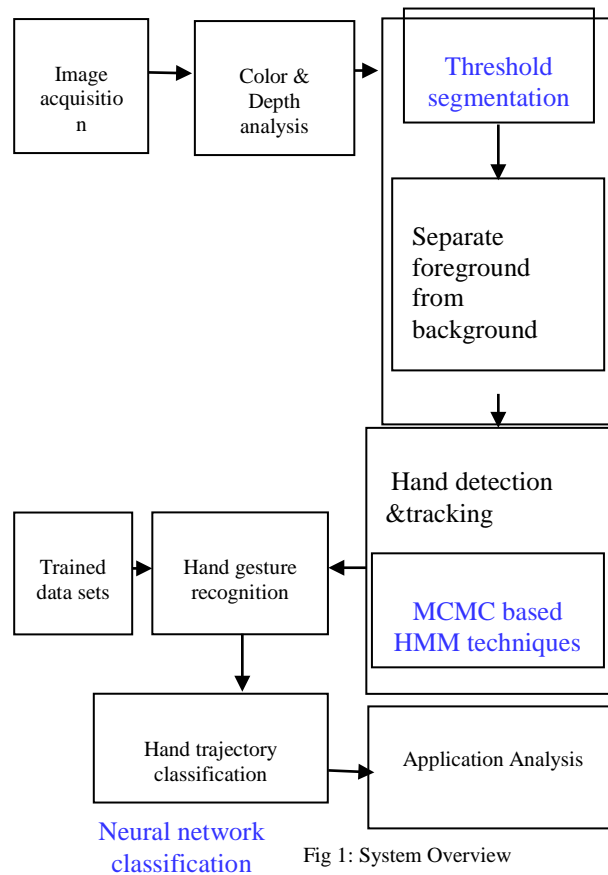 Image
acquisitio
n
Color &
Depth
analysis
Threshold
segmentation
Separate
foreground
from
background
Hand detection
&tracking
MCMC based
HMM techniques
Trained
data sets
Hand gesture
recognition
Hand trajectory
classification
Application Analysis
Neural network
classification
Fig 1: System Overview